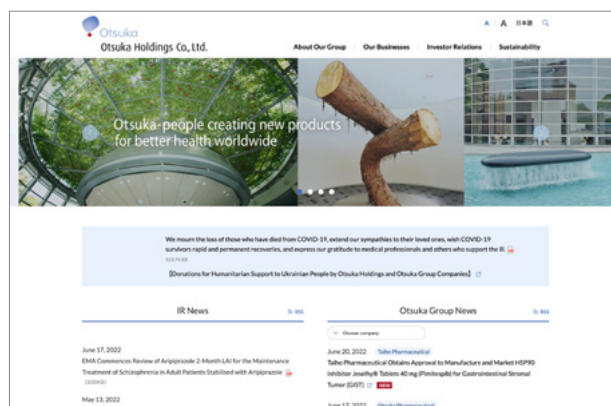 Otsuka
Otsuka Holdings Co., Ltd.
A A 日本語
About Our Group Our Businesses Investor Relations Sustainability
Otsuka-people creating new products
for better health worldwide
We mourn the loss of those who have died from COVID-19, extend our sympathies to their loved ones, wish COVID-19
survivors rapid and permanent recoveries, and express our gratitude to medical professionals and others who support the ill.
【Donations for Humanitarian Support to Ukrainian People by Otsuka Holdings and Otsuka Group Companies】
IR News RSS
June 17, 2022
EMA Commences Review of Aripiprazole 2-Month LAI for the Maintenance
Treatment of Schizophrenia in Adult Patients Stabilised with Aripiprazole
May 13, 2022
Otsuka Group News RSS
Choose company
June 20, 2022 Taiho Pharmaceutical
Taiho Pharmaceutical Obtains Approval to Manufacture and Market HSP90
Inhibitor Jeselhy® Tablets 40 mg (Pimitespib) for Gastrointestinal Stromal
Tumor (GIST) NEW
June 17, 2022 Otsuka Pharmaceutical